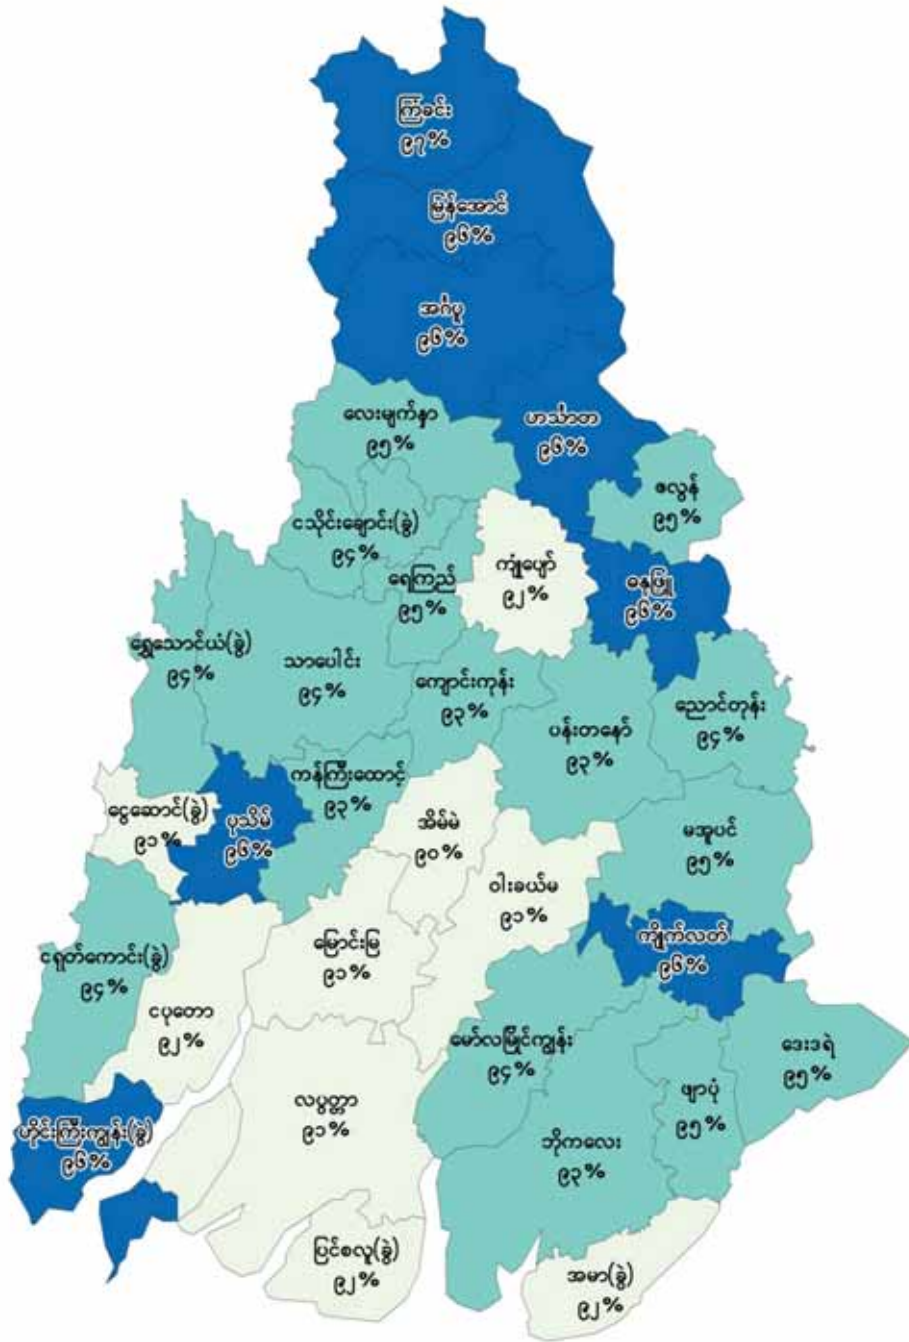 ကြံခင်း
၉၇%
မြန်အောင်
၉၆%
အင်္ဂပူ
၉၆%
လေးမျက်နှာ
၉၅%
ဟင်္သာတ
၉၆%
ဇလွန်
၉၅%
ငသိုင်းချောင်း(ခွဲ)
၉၄%
ရေကြည်
၉၅%
ကျုံပျော်
၉၂%
ဓနုဖြူ
၉၆%
ရွှေသောင်ယံ(ခွဲ)
၉၄%
သာပေါင်း
၉၄%
ကျောင်းကုန်း
၉၃%
ပန်းတနော်
၉၃%
ညောင်တုန်း
၉၄%
ငွေဆောင်(ခွဲ)
၉၁%
ပုသိမ်
၉၆%
ကန်ကြီးထောင့်
၉၃%
အိမ်မဲ
၉၀%
မအူပင်
၉၅%
ဝါးခယ်မ
၉၁%
ငရုတ်ကောင်း(ခွဲ)
၉၄%
မြောင်းမြ
၉၁%
ကျိုက်လတ်
၉၆%
ငပုတော
၉၂%
မော်လမြိုင်ကျွန်း
၉၄%
ဒေးဒရဲ
၉၅%
ဖျာပုံ
၉၅%
လပွတ္တာ
၉၁%
ဟိုင်းကြီးကျွန်း(ခွဲ)
၉၆%
ဘိုကလေး
၉၃%
ပြင်စလူ(ခွဲ)
၉၂%
အမာ(ခွဲ)
၉၂%